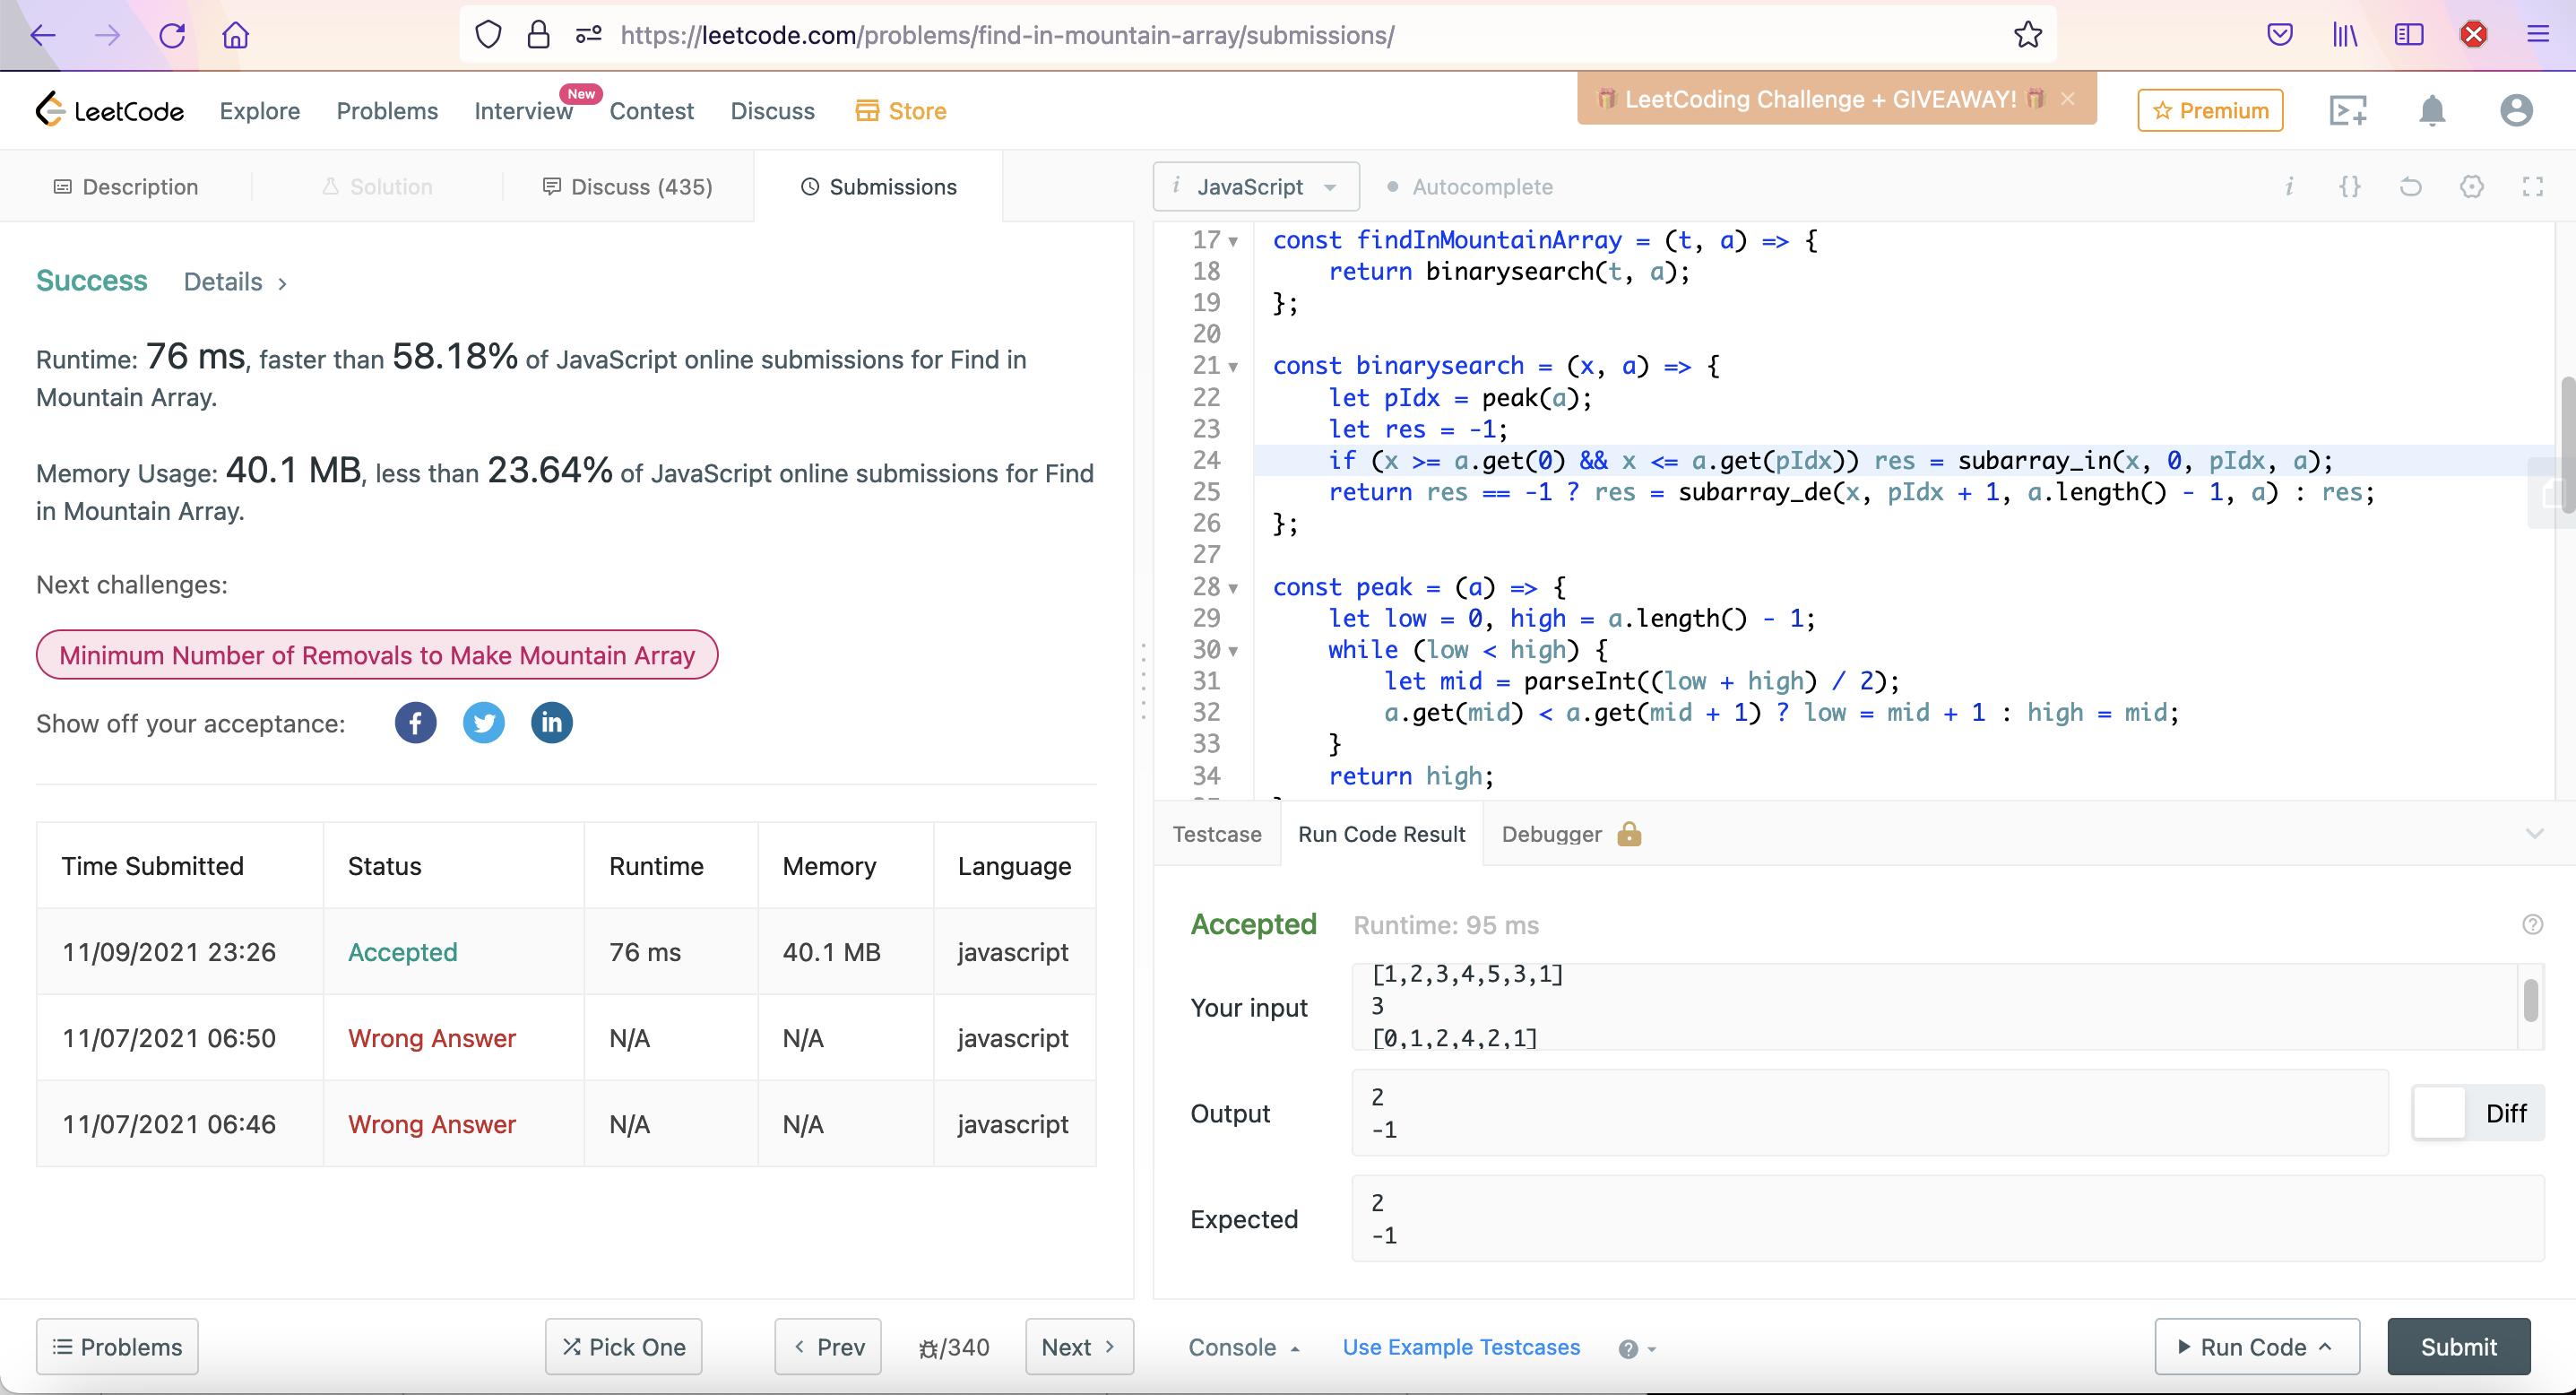 https://leetcode.com/problems/find-in-mountain-array/submissions/
LeetCode
Explore
Problems
Interview
New
Contest
Discuss
Store
LeetCoding Challenge + GIVEAWAY!
Premium
Description
Solution
Discuss (435)
Submissions
Success
Details
Runtime: 76 ms, faster than 58.18% of JavaScript online submissions for Find in
Mountain Array.
Memory Usage: 40.1 MB, less than 23.64% of JavaScript online submissions for Find
in Mountain Array.
Next challenges:
Minimum Number of Removals to Make Mountain Array
Show off your acceptance:
Time Submitted Status Runtime Memory Language
11/09/2021 23:26 Accepted 76 ms 40.1 MB javascript
11/07/2021 06:50 Wrong Answer N/A N/A javascript
11/07/2021 06:46 Wrong Answer N/A N/A javascript
Problems
Pick One
Prev
/340
Next
i JavaScript
Autocomplete
i {}
17 const findInMountainArray = (t, a) => {
18     return binarysearch(t, a);
19 };
20
21 const binarysearch = (x, a) => {
22     let pIdx = peak(a);
23     let res = -1;
24     if (x >= a.get(0) && x <= a.get(pIdx)) res = subarray_in(x, 0, pIdx, a);
25     return res == -1 ? res = subarray_de(x, pIdx + 1, a.length() - 1, a) : res;
26 };
27
28 const peak = (a) => {
29     let low = 0, high = a.length() - 1;
30     while (low < high) {
31         let mid = parseInt((low + high) / 2);
32         a.get(mid) < a.get(mid + 1) ? low = mid + 1 : high = mid;
33     }
34     return high;
Testcase
Run Code Result
Debugger
Accepted
Runtime: 95 ms
Your input
[1,2,3,4,5,3,1]
3
[0,1,2,4,2,1]
Output
2
-1
Diff
Expected
2
-1
Console
Use Example Testcases
Run Code
Submit